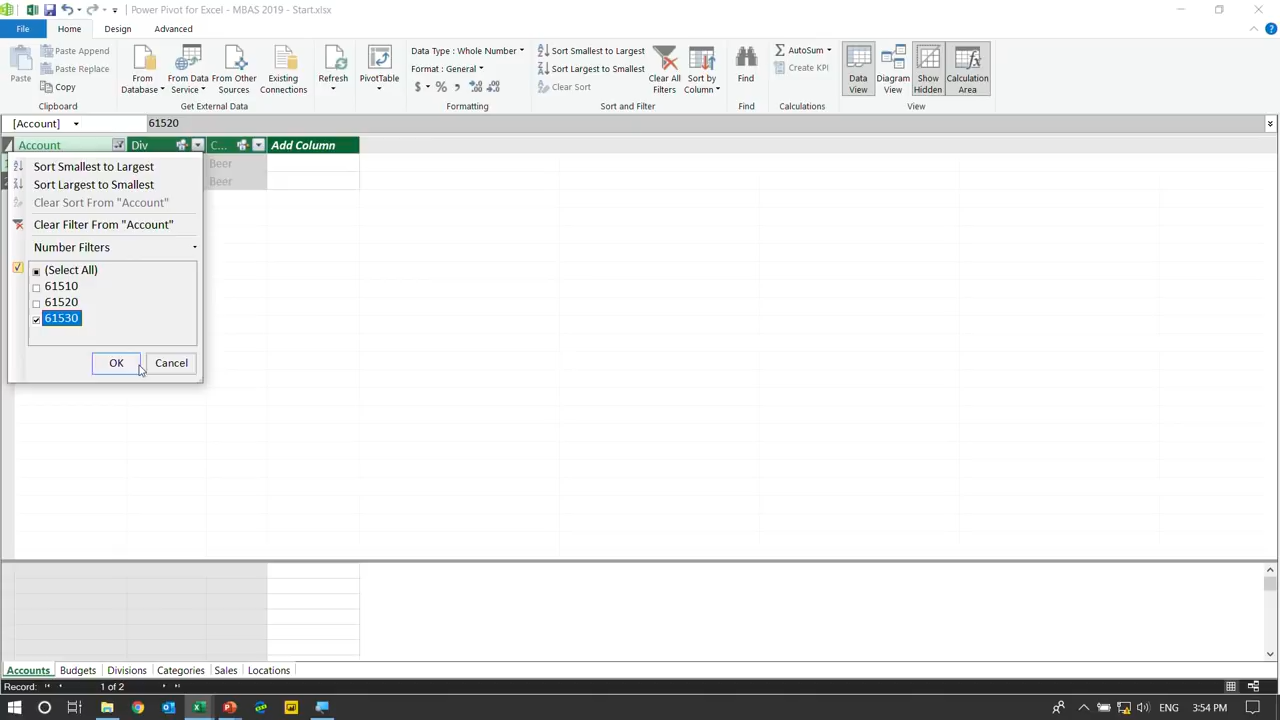 Power Pivot for Excel - MBAS 2019 - Start.xlsx
File Home Design Advanced
Paste
Paste Append
Paste Replace
Copy
Clipboard
From Database
From Data Service
From Other Sources
Existing Connections
Get External Data
Refresh
PivotTable
Data Type : Whole Number
Format : General
$ % ,
Formatting
Sort Smallest to Largest
Sort Largest to Smallest
Clear Sort
Clear All Filters
Sort by Column
Sort and Filter
Find
Find
AutoSum
Create KPI
Calculations
Data View
Diagram View
Show Hidden
Calculation Area
View
[Account] 61520
Account Div C... Add Column
1 Beer
Beer
Sort Smallest to Largest
Sort Largest to Smallest
Clear Sort From "Account"
Clear Filter From "Account"
Number Filters
(Select All)
61510
61520
61530
OK Cancel
Accounts Budgets Divisions Categories Sales Locations
Record: 1 of 2
ENG 3:54 PM